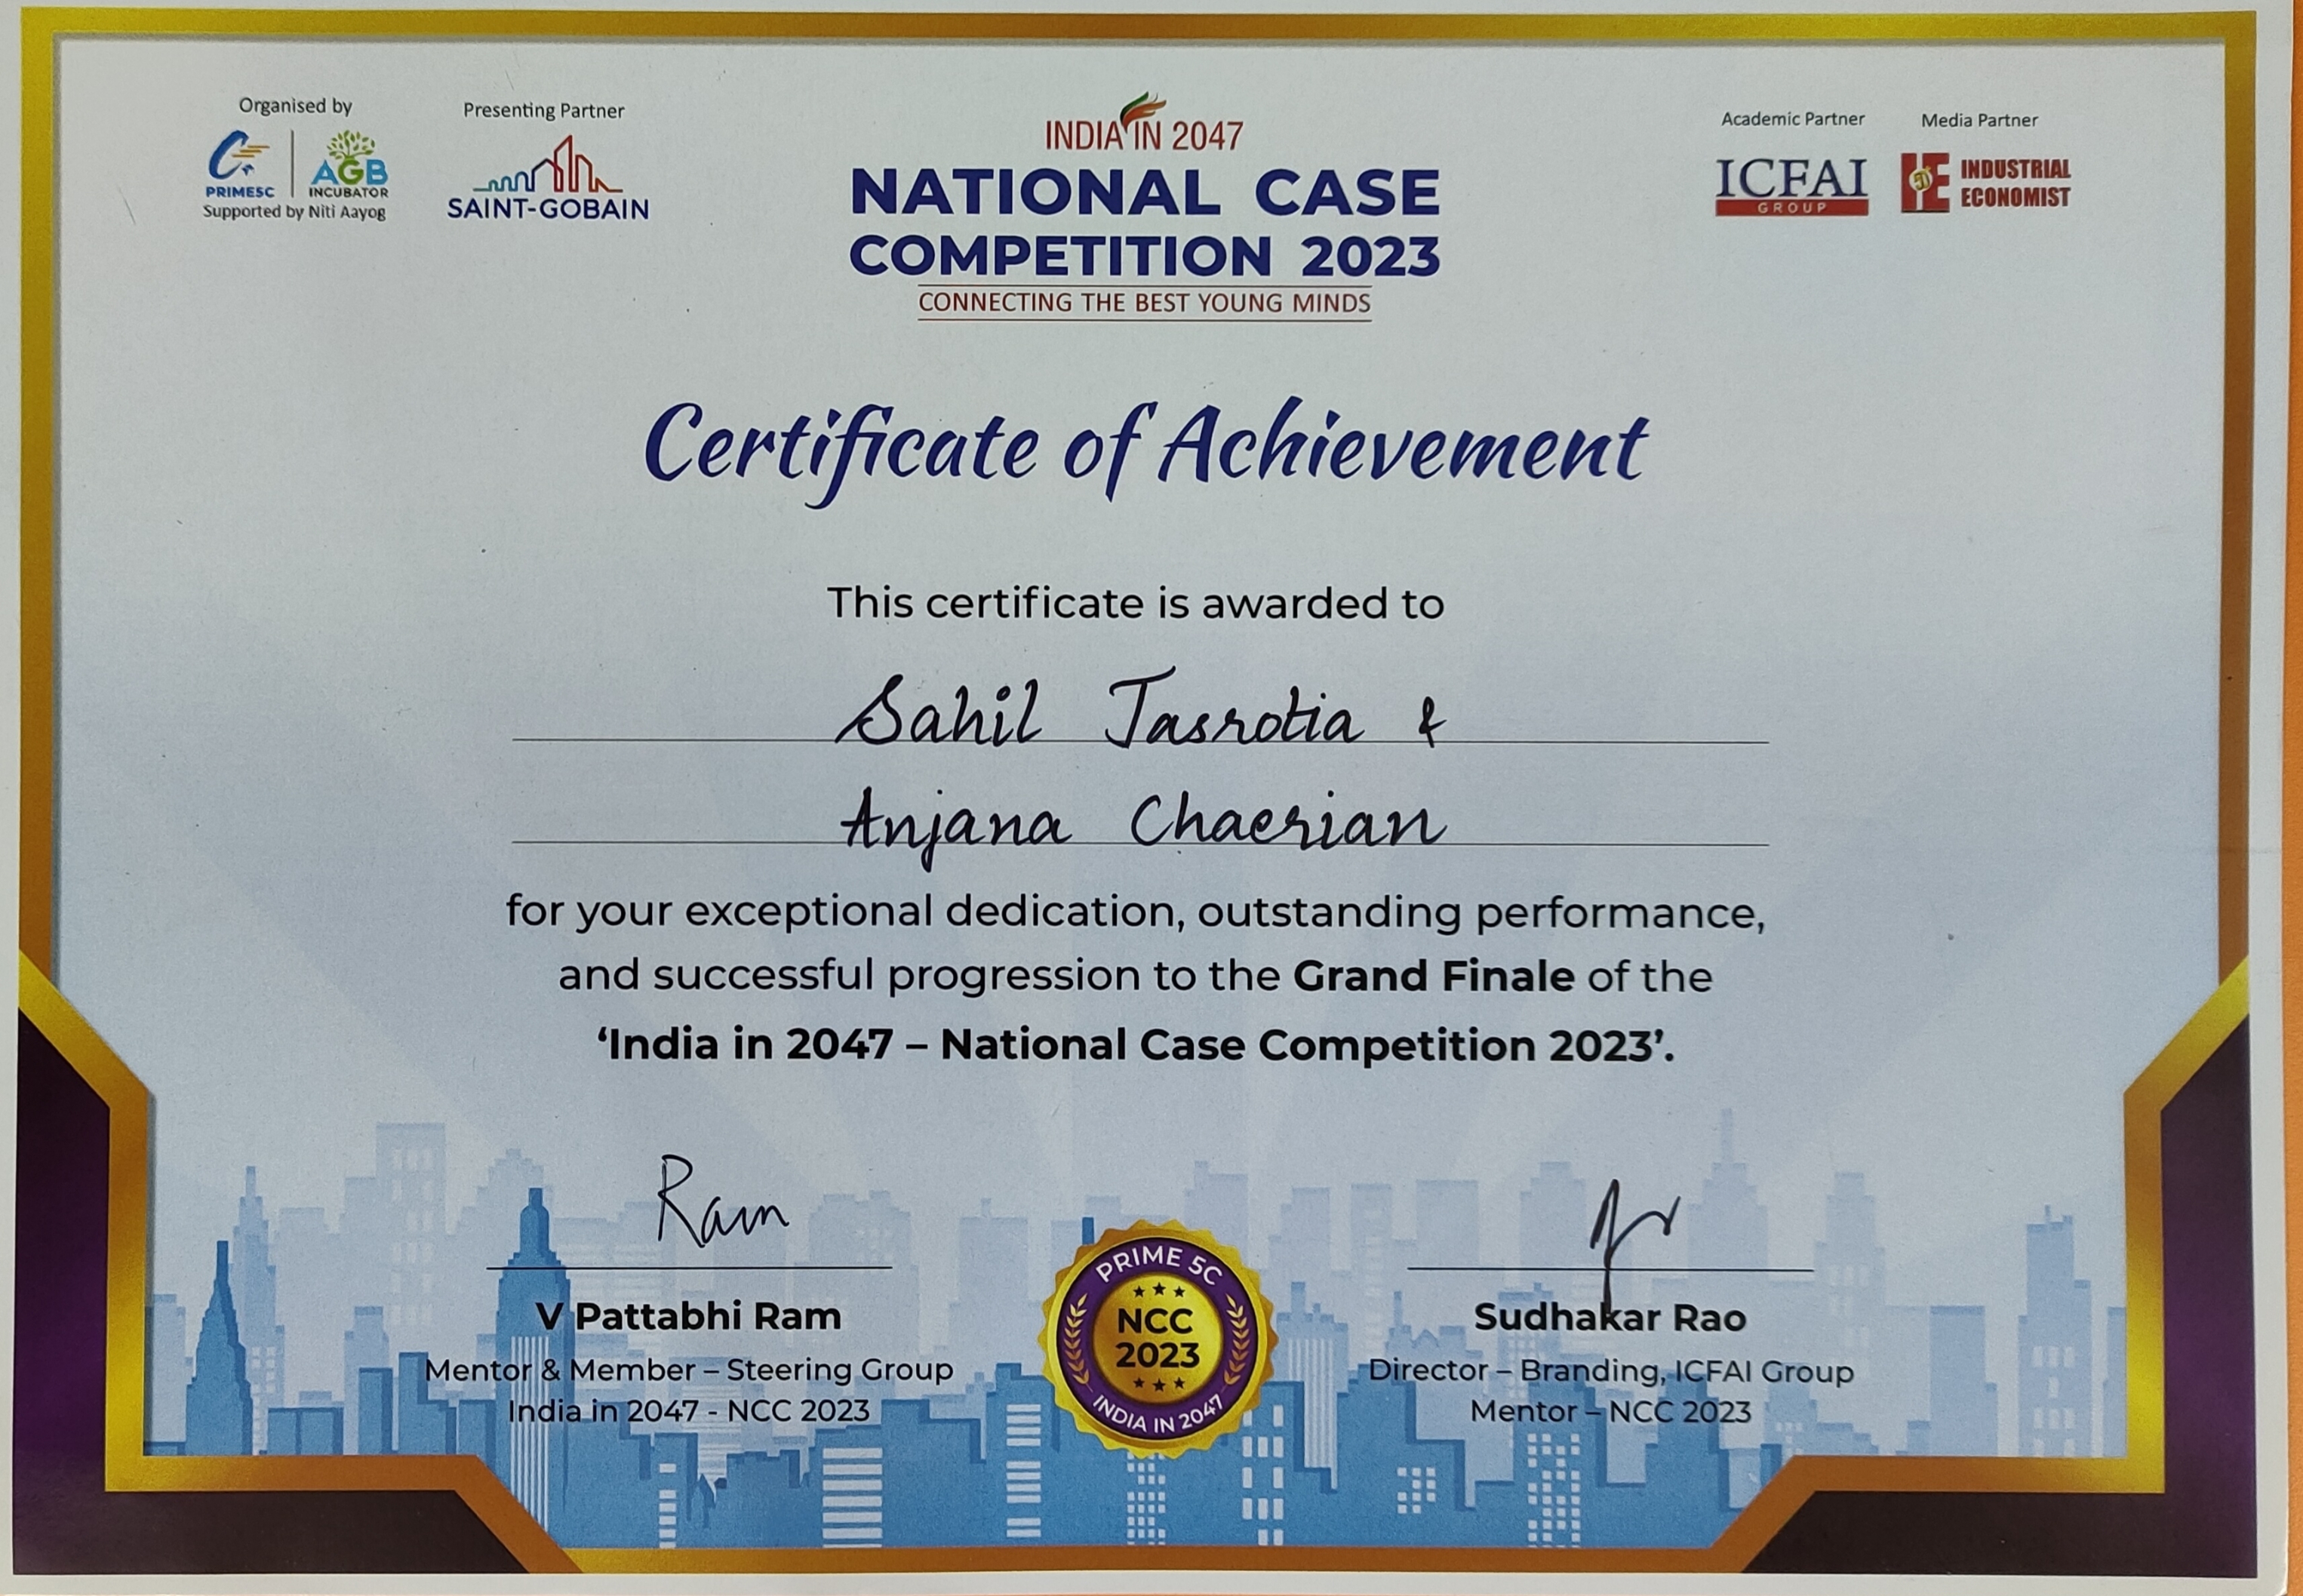 Organised by
PRIMESC
AGB
INCUBATOR
Supported by Niti Aayog
Presenting Partner
SAINT-GOBAIN
INDIA IN 2047
NATIONAL CASE
COMPETITION 2023
CONNECTING THE BEST YOUNG MINDS
Academic Partner
ICFAI
GROUP
Media Partner
IE
50
INDUSTRIAL
ECONOMIST
Certificate of Achievement
This certificate is awarded to
Sahil Jasrotia &
Anjana Chaerian
for your exceptional dedication, outstanding performance,
and successful progression to the Grand Finale of the
‘India in 2047 – National Case Competition 2023’.
Ram
V Pattabhi Ram
Mentor & Member – Steering Group
India in 2047 - NCC 2023
PRIME 5C
NCC
2023
INDIA IN 2047
Sudhakar Rao
Director – Branding, ICFAI Group
Mentor – NCC 2023